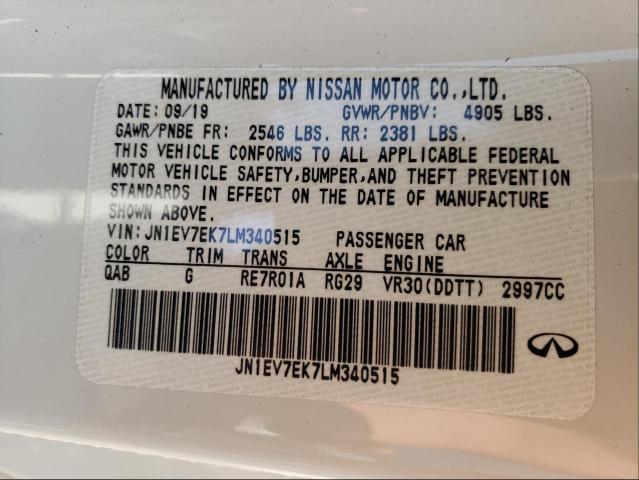 MANUFACTURED BY NISSAN MOTOR CO.,LTD.
DATE: 09/19 GVWR/PNBV: 4905 LBS.
GAWR/PNBE FR: 2546 LBS. RR: 2381 LBS.
THIS VEHICLE CONFORMS TO ALL APPLICABLE FEDERAL
MOTOR VEHICLE SAFETY,BUMPER,AND THEFT PREVENTION
STANDARDS IN EFFECT ON THE DATE OF MANUFACTURE
SHOWN ABOVE.
VIN:JN1EV7EK7LM340515 PASSENGER CAR
COLOR TRIM TRANS AXLE ENGINE
QAB G RE7R01A RG29 VR30(DDTT) 2997CC
JN1EV7EK7LM340515